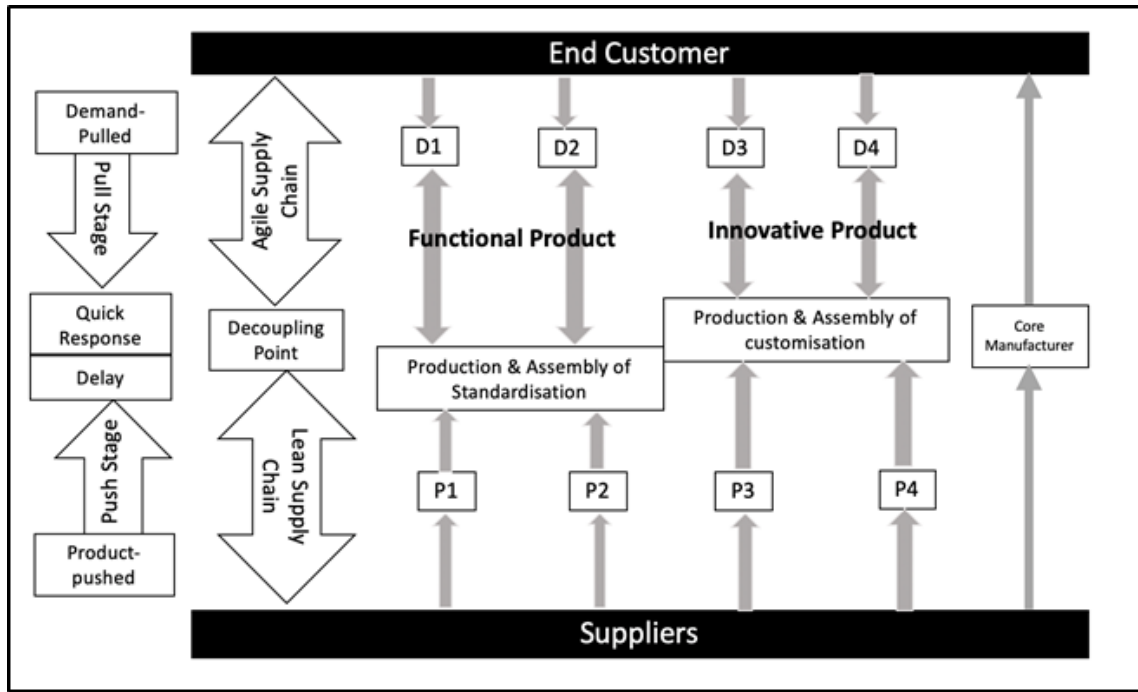 End Customer
Demand-
Pulled
Pull Stage
Quick
Response
Delay
Push Stage
Product-
pushed
Agile Supply
Chain
Decoupling
Point
Lean Supply
Chain
D1
D2
D3
D4
Functional Product
Innovative Product
Production & Assembly of
Standardisation
Production & Assembly of
customisation
Core
Manufacturer
P1
P2
P3
P4
Suppliers